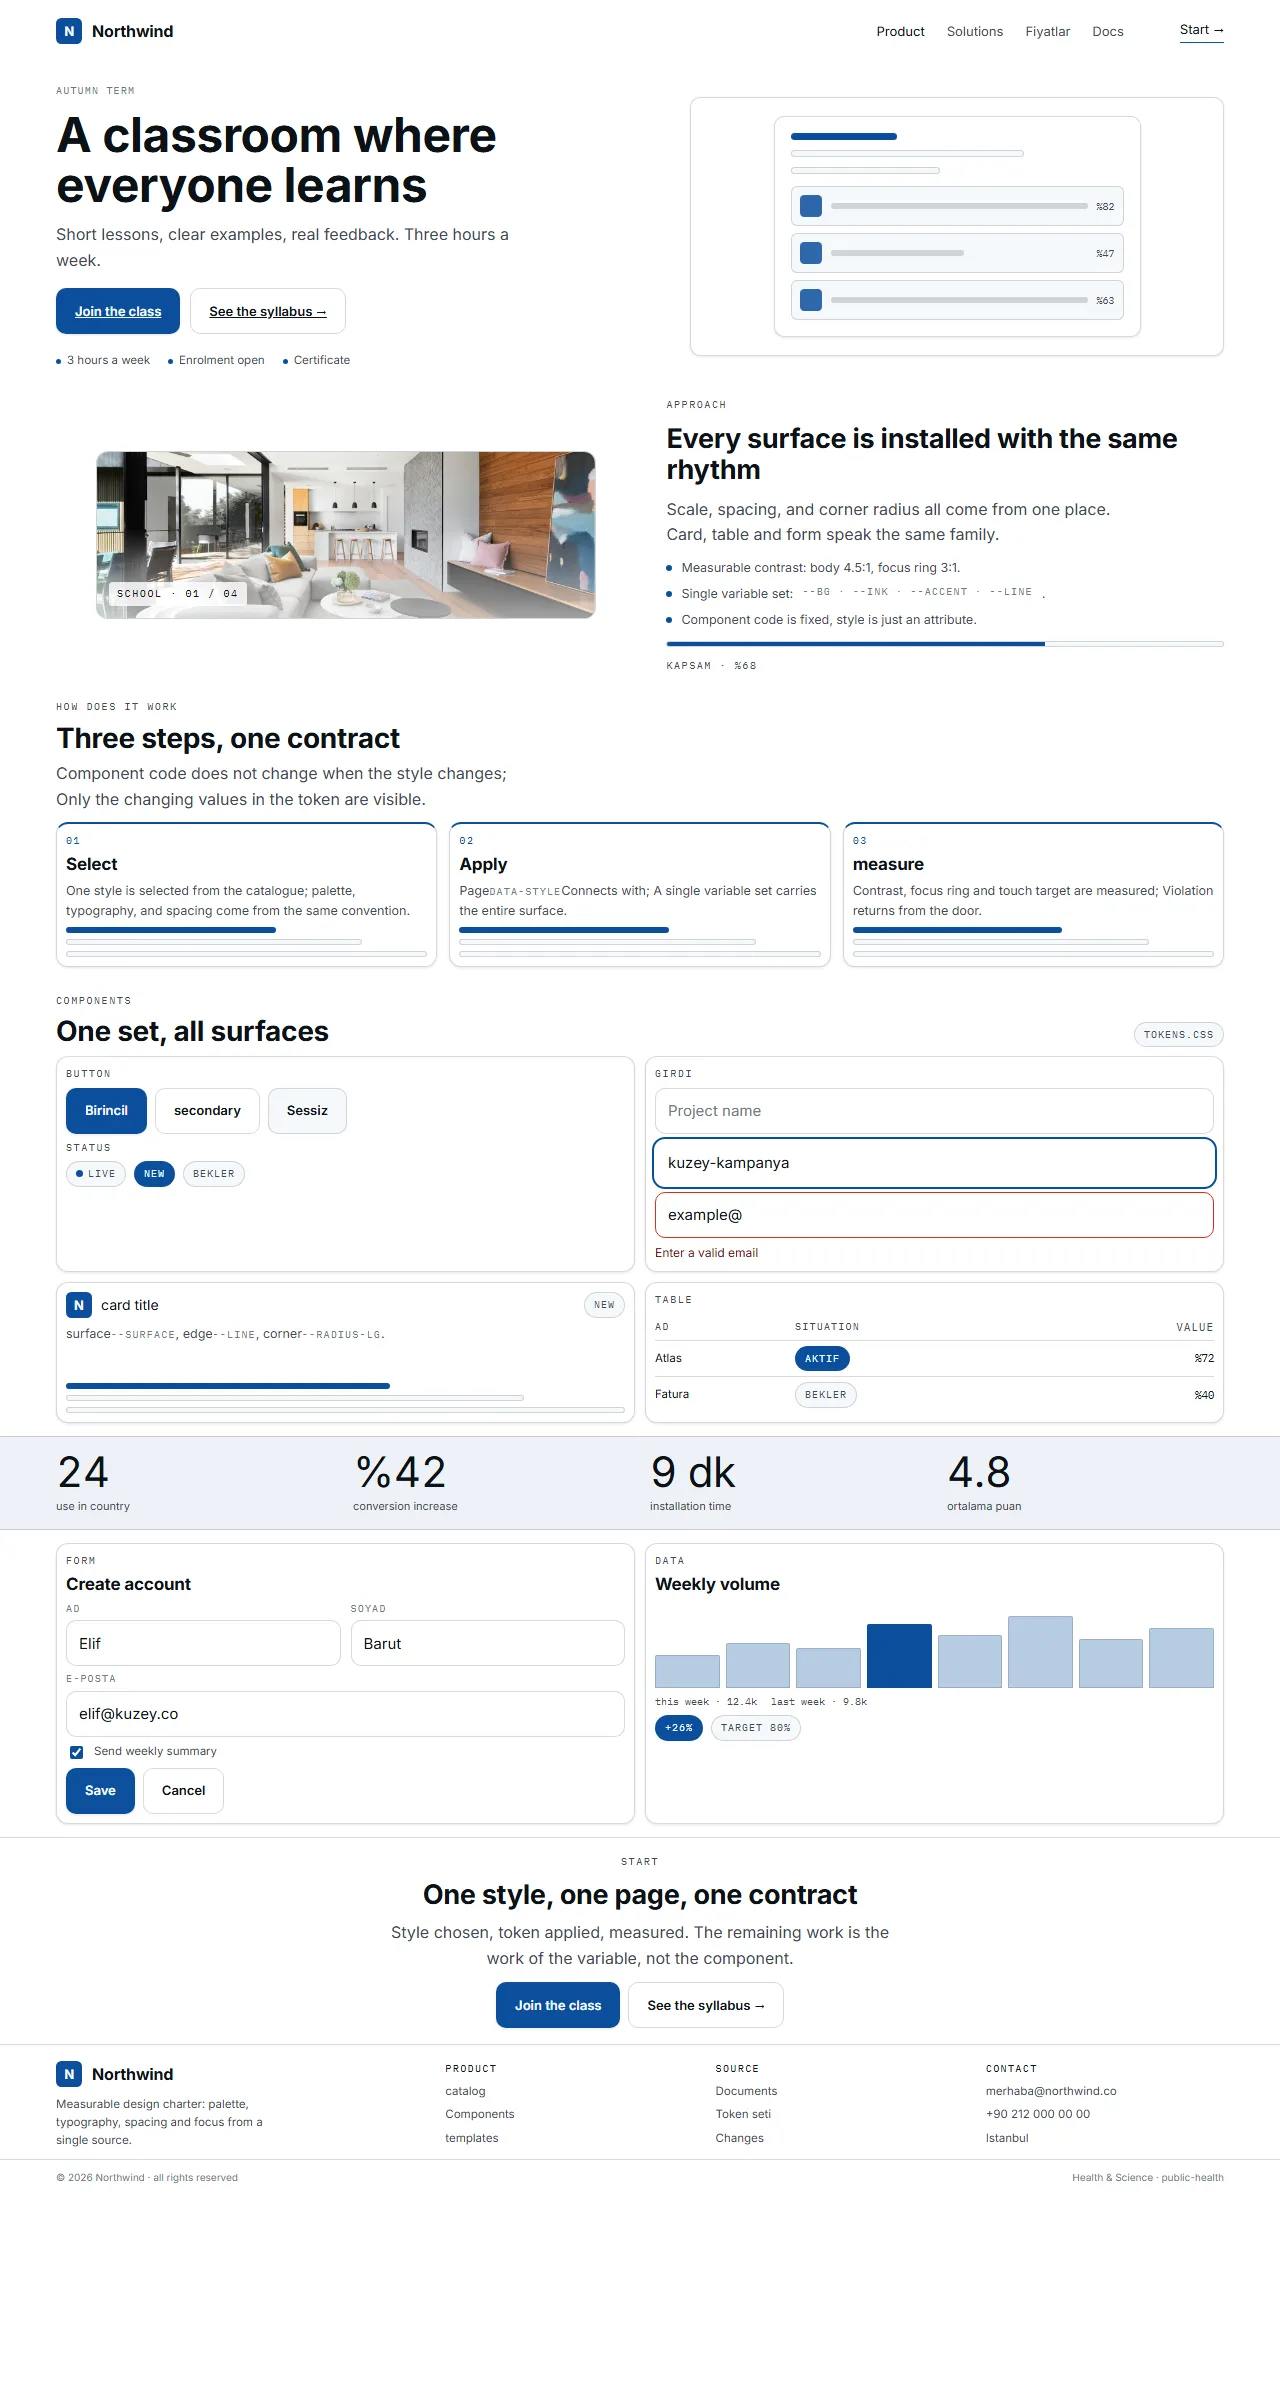 N Northwind
Product Solutions Fiyatlar Docs Start →
AUTUMN TERM
A classroom where
everyone learns
Short lessons, clear examples, real feedback. Three hours a
week.
Join the class See the syllabus →
3 hours a week Enrolment open Certificate
%82
%47
%63
SCHOOL · 01 / 04
APPROACH
Every surface is installed with the same
rhythm
Scale, spacing, and corner radius all come from one place.
Card, table and form speak the same family.
Measurable contrast: body 4.5:1, focus ring 3:1.
Single variable set: --BG · --INK · --ACCENT · --LINE .
Component code is fixed, style is just an attribute.
KAPSAM · %68
HOW DOES IT WORK
Three steps, one contract
Component code does not change when the style changes;
Only the changing values in the token are visible.
01
Select
One style is selected from the catalogue; palette,
typography, and spacing come from the same convention.
02
Apply
PageDATA-STYLEConnects with; A single variable set carries
the entire surface.
03
measure
Contrast, focus ring and touch target are measured; Violation
returns from the door.
COMPONENTS
One set, all surfaces
TOKENS.CSS
BUTTON
Birincil secondary Sessiz
STATUS
LIVE NEW BEKLER
GIRDI
Project name
kuzey-kampanya
example@
Enter a valid email
N card title NEW
surface--SURFACE, edge--LINE, corner--RADIUS-LG.
TABLE
AD SITUATION VALUE
Atlas AKTIF %72
Fatura BEKLER %40
24
use in country
%42
conversion increase
9 dk
installation time
4.8
ortalama puan
FORM
Create account
AD SOYAD
Elif Barut
E-POSTA
elif@kuzey.co
Send weekly summary
Save Cancel
DATA
Weekly volume
this week · 12.4k last week · 9.8k
+26% TARGET 80%
START
One style, one page, one contract
Style chosen, token applied, measured. The remaining work is the
work of the variable, not the component.
Join the class See the syllabus →
N Northwind
Measurable design charter: palette,
typography, spacing and focus from a
single source.
PRODUCT
catalog
Components
templates
SOURCE
Documents
Token seti
Changes
CONTACT
merhaba@northwind.co
+90 212 000 00 00
Istanbul
© 2026 Northwind · all rights reserved
Health & Science · public-health